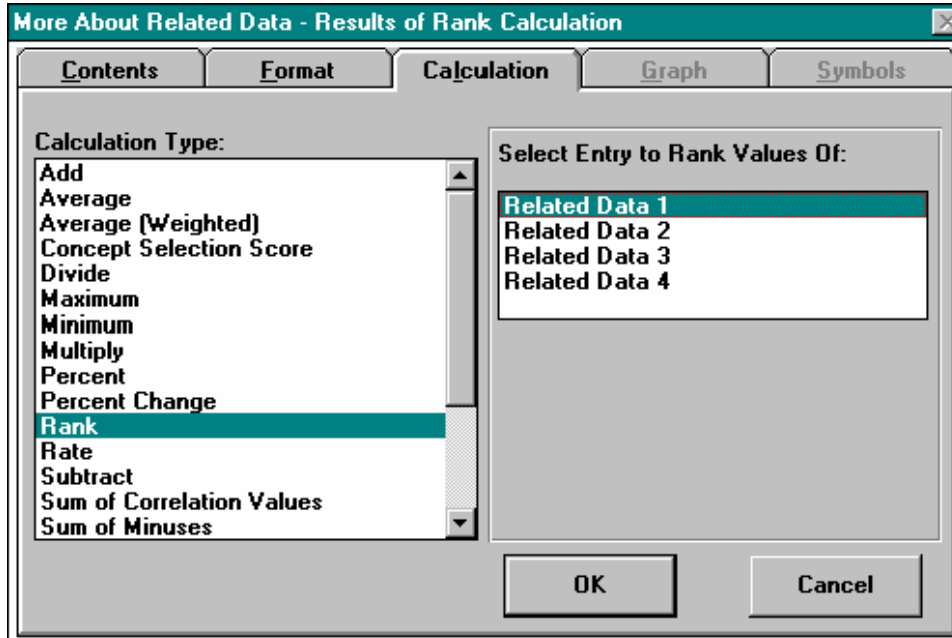 More About Related Data - Results of Rank Calculation
Contents Format Calculation Graph Symbols
Calculation Type:
Add
Average
Average (Weighted)
Concept Selection Score
Divide
Maximum
Minimum
Multiply
Percent
Percent Change
Rank
Rate
Subtract
Sum of Correlation Values
Sum of Minuses
Select Entry to Rank Values Of:
Related Data 1
Related Data 2
Related Data 3
Related Data 4
OK Cancel